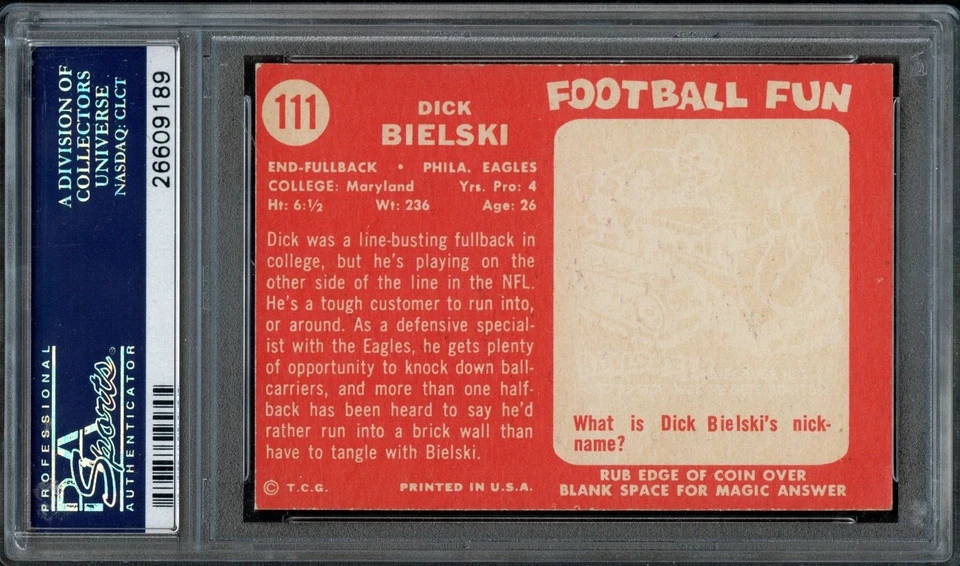 A DIVISION OF
COLLECTORS
UNIVERSE
NASDAQ: CLCT
26609189
PROFESSIONAL
PSA
Sports
AUTHENTICATOR
111
DICK
BIELSKI
END-FULLBACK • PHILA. EAGLES
COLLEGE: Maryland Yrs. Pro: 4
Ht: 6:½ Wt: 236 Age: 26
Dick was a line-busting fullback in
college, but he's playing on the
other side of the line in the NFL.
He's a tough customer to run into,
or around. As a defensive special-
ist with the Eagles, he gets plenty
of opportunity to knock down ball-
carriers, and more than one half-
back has been heard to say he'd
rather run into a brick wall than
have to tangle with Bielski.
© T.C.G. PRINTED IN U.S.A.
FOOTBALL FUN
What is Dick Bielski's nick-
name?
RUB EDGE OF COIN OVER
BLANK SPACE FOR MAGIC ANSWER